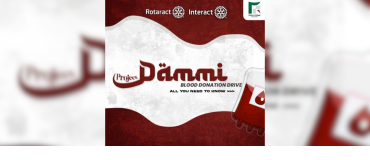 Rotaract Interact
Project
Dämmi
BLOOD DONATION DRIVE
ALL YOU NEED TO KNOW >>>